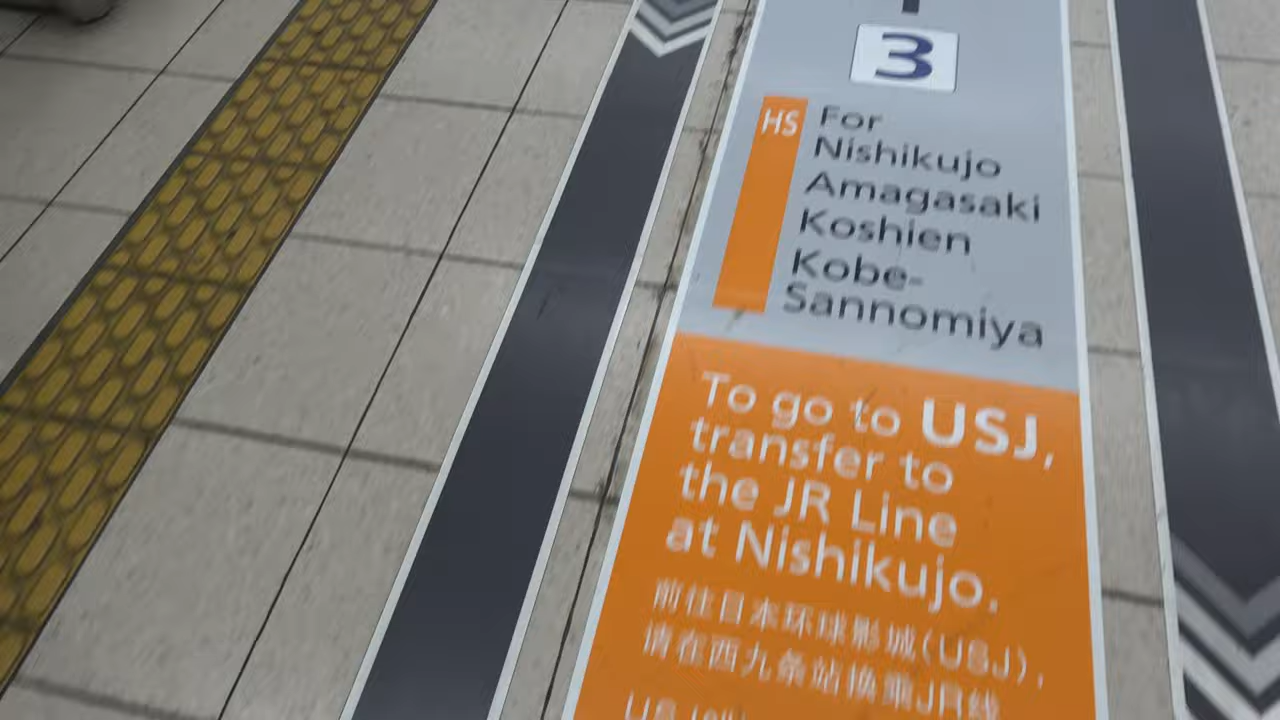 3
HS
For
Nishikujo
Amagasaki
Koshien
Kobe-
Sannomiya
To go to USJ,
transfer to
the JR Line
at Nishikujo.
前往日本环球影城(USJ),
请在西九条站换乘JR线